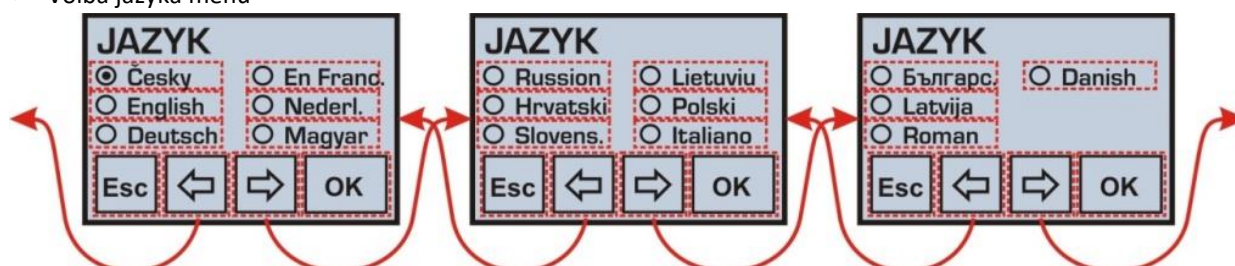 Volba jazyka menu
JAZYK
Česky
En Franc.
English
Nederl.
Deutsch
Magyar
Esc
OK
JAZYK
Russion
Lietuviu
Hrvatski
Polski
Slovens.
Italiano
Esc
OK
JAZYK
Българс.
Danish
Latvija
Roman
Esc
OK